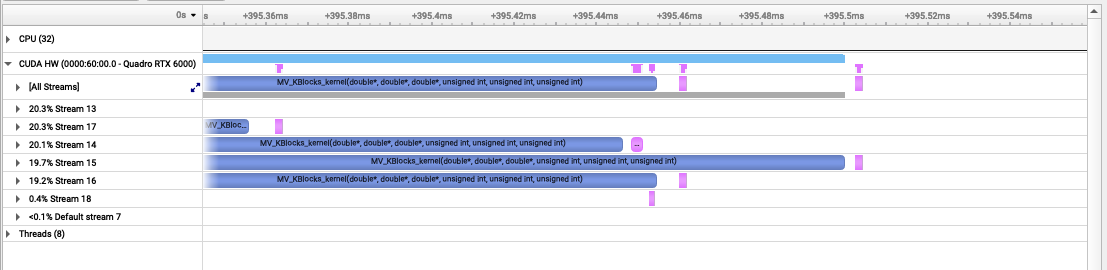 0s
s +395.36ms +395.38ms +395.4ms +395.42ms +395.44ms +395.46ms +395.48ms +395.5ms +395.52ms +395.54ms
CPU (32)
CUDA HW (0000:60:00.0 - Quadro RTX 6000)
[All Streams] MV_KBlocks_kernel(double*, double*, double*, unsigned int, unsigned int, unsigned int)
20.3% Stream 13
20.3% Stream 17 MV_KBloc...
20.1% Stream 14 MV_KBlocks_kernel(double*, double*, double*, unsigned int, unsigned int, unsigned int) ...
19.7% Stream 15 MV_KBlocks_kernel(double*, double*, double*, unsigned int, unsigned int, unsigned int)
19.2% Stream 16 MV_KBlocks_kernel(double*, double*, double*, unsigned int, unsigned int, unsigned int)
0.4% Stream 18
<0.1% Default stream 7
Threads (8)